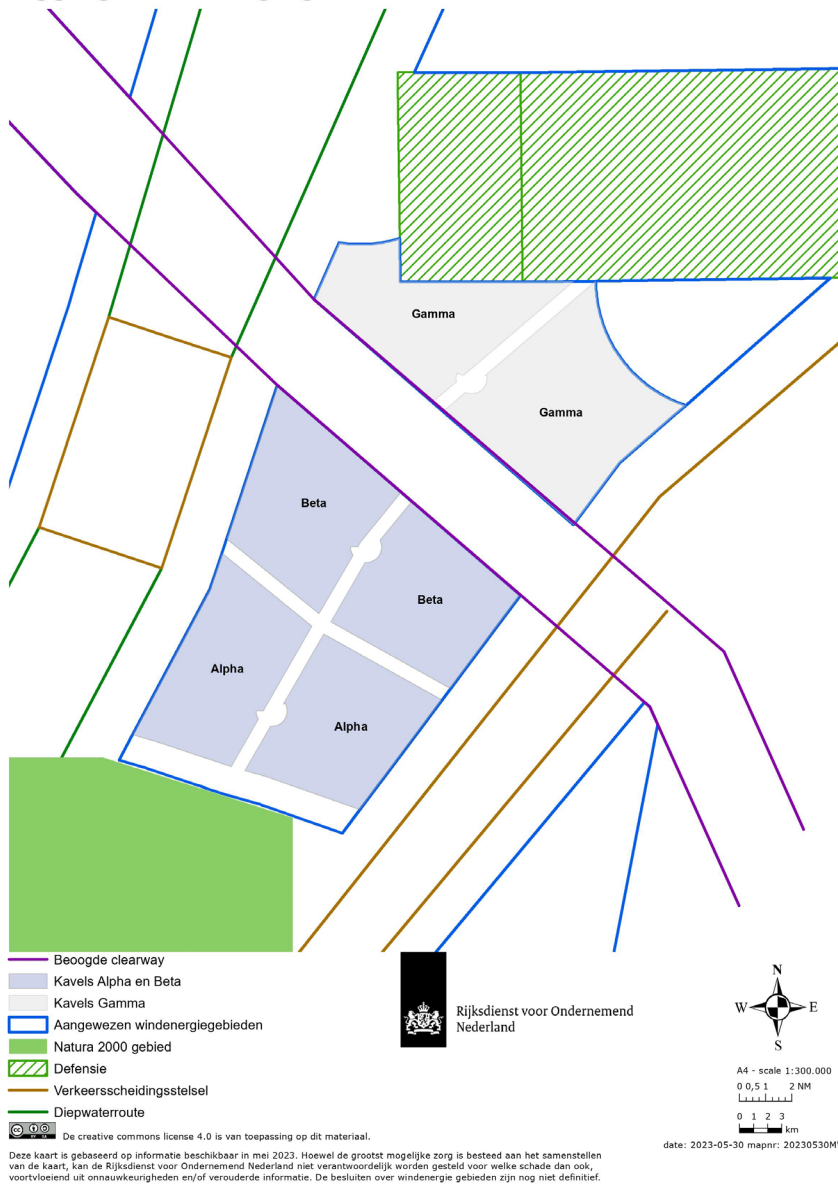 Gamma
Gamma
Beta
Beta
Alpha
Alpha
Beoogde clearway
Kavels Alpha en Beta
Kavels Gamma
Aangewezen windenergiegebieden
Natura 2000 gebied
Defensie
Verkeersscheidingsstelsel
Diepwaterroute
Rijksdienst voor Ondernemend
Nederland
N
W E
S
A4 - scale 1:300.000
0 0,5 1 2 NM
0 1 2 3
km
cc
De creative commons license 4.0 is van toepassing op dit materiaal.
date: 2023-05-30 mapnr: 20230530M
Deze kaart is gebaseerd op informatie beschikbaar in mei 2023. Hoewel de grootst mogelijke zorg is besteed aan het samenstellen
van de kaart, kan de Rijksdienst voor Ondernemend Nederland niet verantwoordelijk worden gesteld voor welke schade dan ook,
voortvloeiend uit onnauwkeurigheden en/of verouderde informatie. De besluiten over windenergie gebieden zijn nog niet definitief.